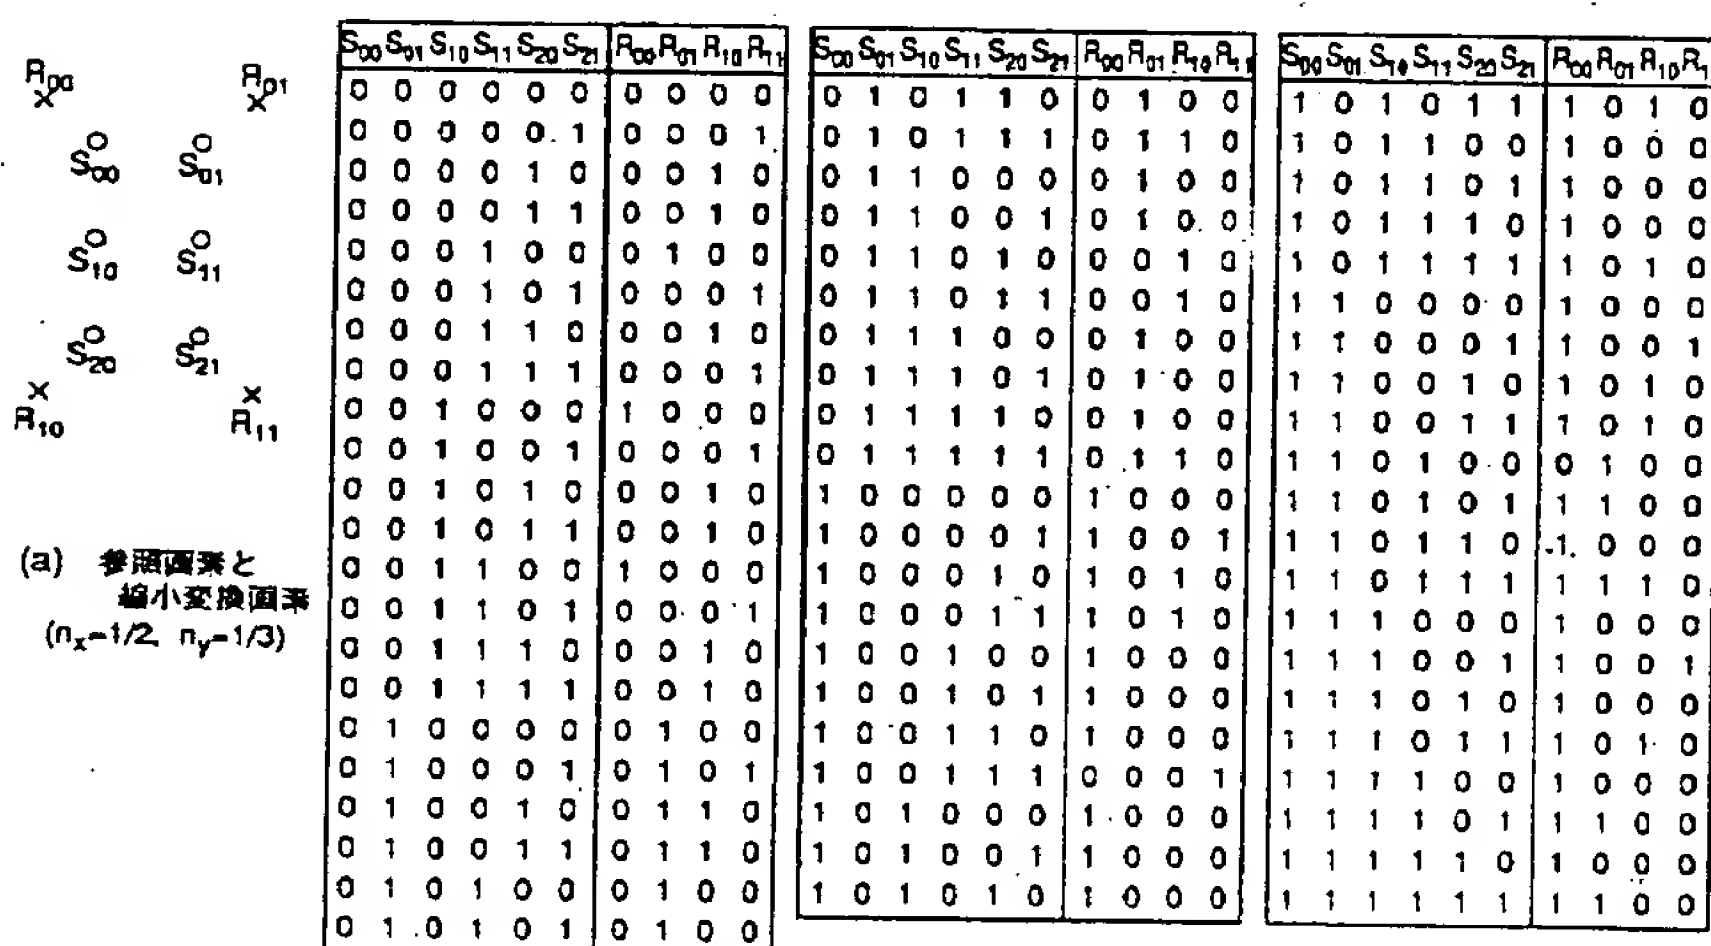 R00 R01
S00 S01
S10 S11
S20 S21
R10 R11
(a) 参照画素と
縮小変換画素
(nx=1/2, ny=1/3)
S00 S01 S10 S11 S20 S21 R00 R01 R10 R11
0 0 0 0 0 0 0 0 0 0
0 0 0 0 0 1 0 0 0 1
0 0 0 0 1 0 0 0 1 0
0 0 0 0 1 1 0 0 1 0
0 0 0 1 0 0 0 1 0 0
0 0 0 1 0 1 0 0 0 1
0 0 0 1 1 0 0 0 1 0
0 0 0 1 1 1 0 0 0 1
0 0 1 0 0 0 1 0 0 0
0 0 1 0 0 1 0 0 0 1
0 0 1 0 1 0 0 0 1 0
0 0 1 0 1 1 0 0 1 0
0 0 1 1 0 0 1 0 0 0
0 0 1 1 0 1 0 0 0 1
0 0 1 1 1 0 0 0 1 0
0 0 1 1 1 1 0 0 1 0
0 1 0 0 0 0 0 1 0 0
0 1 0 0 0 1 0 1 0 1
0 1 0 0 1 0 0 1 1 0
0 1 0 0 1 1 0 1 1 0
0 1 0 1 0 0 0 1 0 0
0 1 0 1 0 1 0 1 0 0
S00 S01 S10 S11 S20 S21 R00 R01 R10 R11
0 1 0 1 1 0 0 1 0 0
0 1 0 1 1 1 0 1 1 0
0 1 1 0 0 0 0 1 0 0
0 1 1 0 0 1 0 1 0 0
0 1 1 0 1 0 0 0 1 0
0 1 1 0 1 1 0 0 1 0
0 1 1 1 0 0 0 1 0 0
0 1 1 1 0 1 0 1 0 0
0 1 1 1 1 0 0 1 0 0
0 1 1 1 1 1 0 1 1 0
1 0 0 0 0 0 1 0 0 0
1 0 0 0 0 1 1 0 0 1
1 0 0 0 1 0 1 0 1 0
1 0 0 0 1 1 1 0 1 0
1 0 0 1 0 0 1 0 0 0
1 0 0 1 0 1 1 0 0 0
1 0 0 1 1 0 1 0 0 0
1 0 0 1 1 1 0 0 0 1
1 0 1 0 0 0 1 0 0 0
1 0 1 0 0 1 1 0 0 0
1 0 1 0 1 0 1 0 0 0
S00 S01 S10 S11 S20 S21 R00 R01 R10 R1
1 0 1 0 1 1 1 0 1 0
1 0 1 1 0 0 1 0 0 0
1 0 1 1 0 1 1 0 0 0
1 0 1 1 1 0 1 0 0 0
1 0 1 1 1 1 1 0 1 0
1 1 0 0 0 0 1 0 0 0
1 1 0 0 0 1 1 0 0 1
1 1 0 0 1 0 1 0 1 0
1 1 0 0 1 1 1 0 1 0
1 1 0 1 0 0 0 1 0 0
1 1 0 1 0 1 1 1 0 0
1 1 0 1 1 0 1 0 0 0
1 1 0 1 1 1 1 1 1 0
1 1 1 0 0 0 1 0 0 0
1 1 1 0 0 1 1 0 0 1
1 1 1 0 1 0 1 0 0 0
1 1 1 0 1 1 1 0 1 0
1 1 1 1 0 0 1 0 0 0
1 1 1 1 0 1 1 1 0 0
1 1 1 1 1 0 1 0 0 0
1 1 1 1 1 1 1 1 0 0